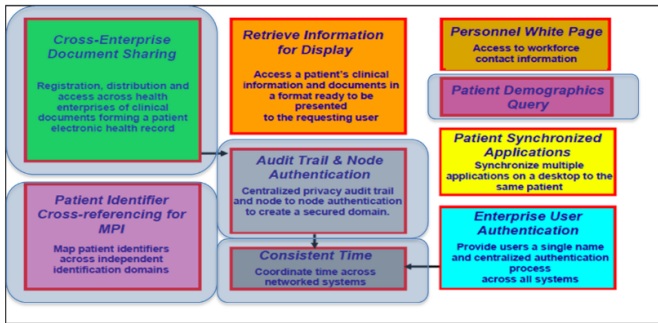 Cross-Enterprise
Document Sharing
Registration, distribution and
access across health
enterprises of clinical
documents forming a patient
electronic health record
Retrieve Information
for Display
Access a patient's clinical
information and documents in
a format ready to be
presented
to the requesting user
Personnel White Page
Access to workforce
contact information
Patient Demographics
Query
Patient Synchronized
Applications
Synchronize multiple
applications on a desktop to the
same patient
Audit Trail & Node
Authentication
Centralized privacy audit trail
and node to node authentication
to create a secured domain.
Patient Identifier
Cross-referencing for
MPI
Map patient identifiers
across independent
identification domains
Consistent Time
Coordinate time across
networked systems
Enterprise User
Authentication
Provide users a single name
and centralized authentication
process
across all systems